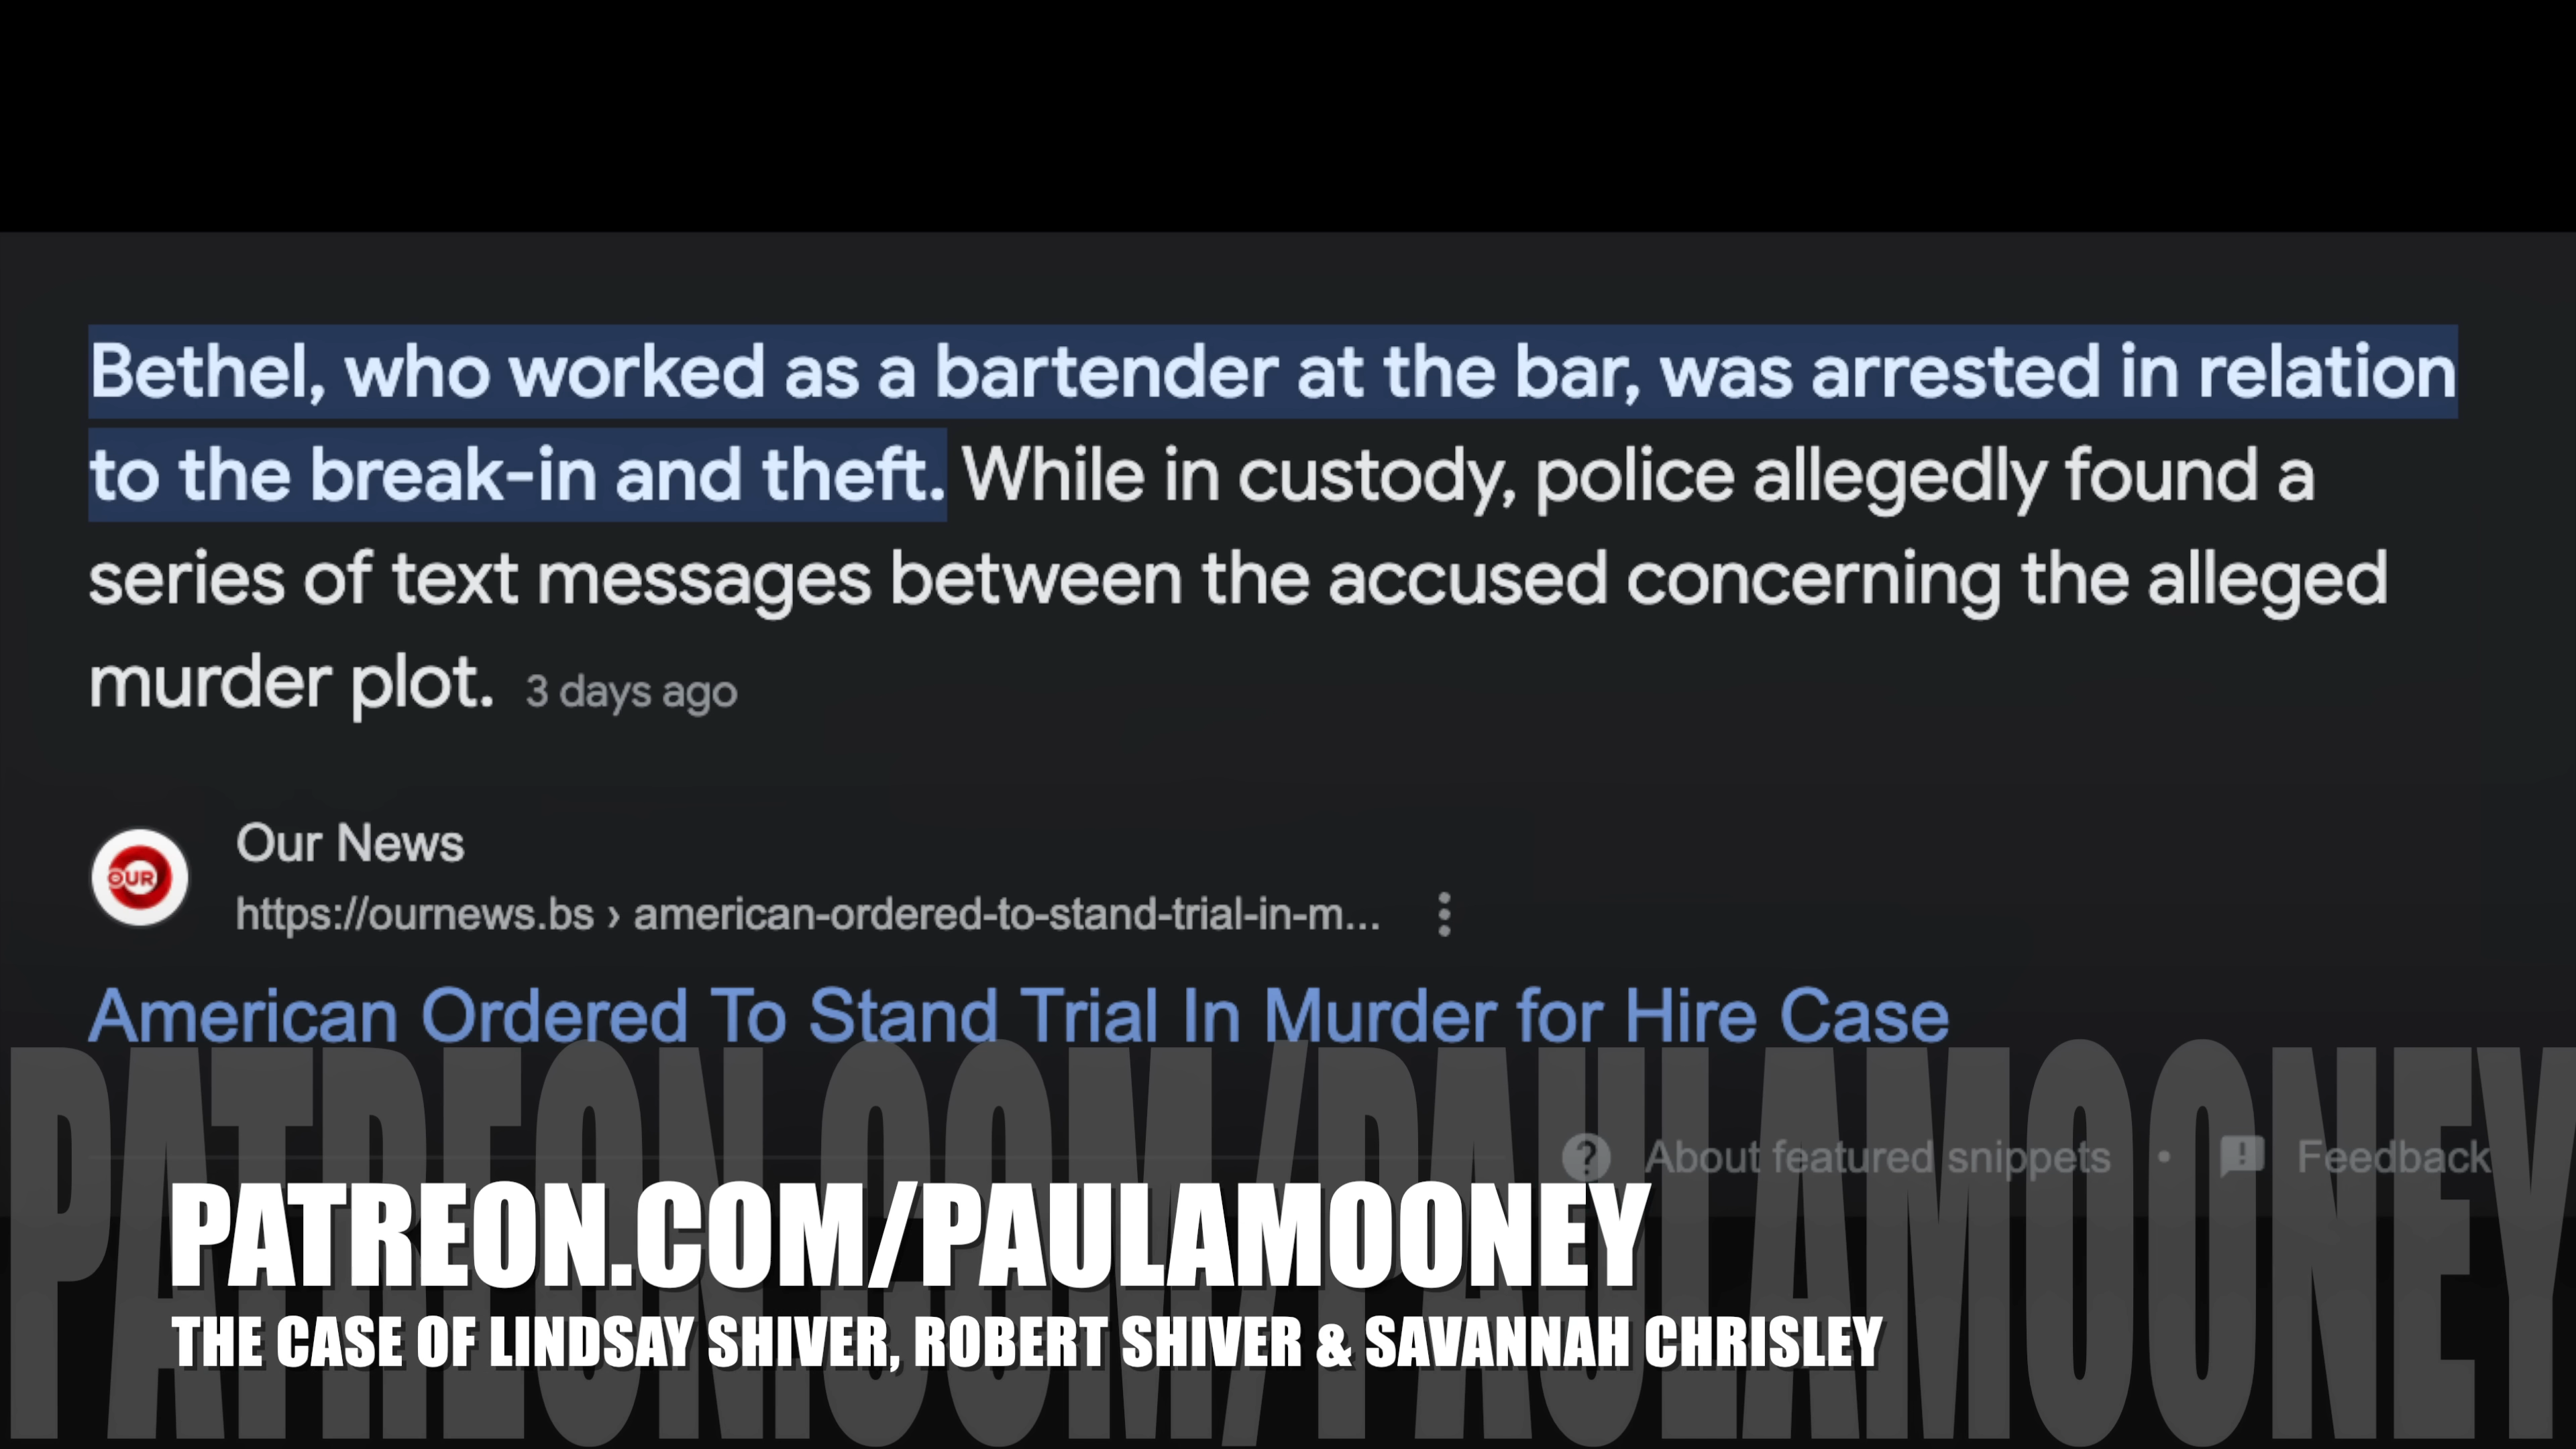 Bethel, who worked as a bartender at the bar, was arrested in relation
to the break-in and theft. While in custody, police allegedly found a
series of text messages between the accused concerning the alleged
murder plot. 3 days ago
OUR
Our News
https://ournews.bs › american-ordered-to-stand-trial-in-m...
American Ordered To Stand Trial In Murder for Hire Case
PATREON.COM/PAULAMOONEY
About featured snippets • Feedback
PATREON.COM/PAULAMOONEY
THE CASE OF LINDSAY SHIVER, ROBERT SHIVER & SAVANNAH CHRISLEY